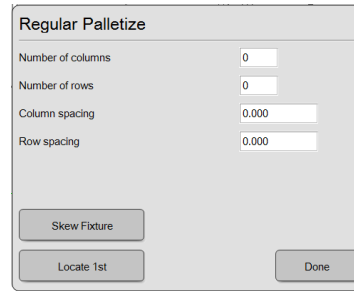 Regular Palletize
Number of columns 0
Number of rows 0
Column spacing 0.000
Row spacing 0.000
Skew Fixture
Locate 1st Done